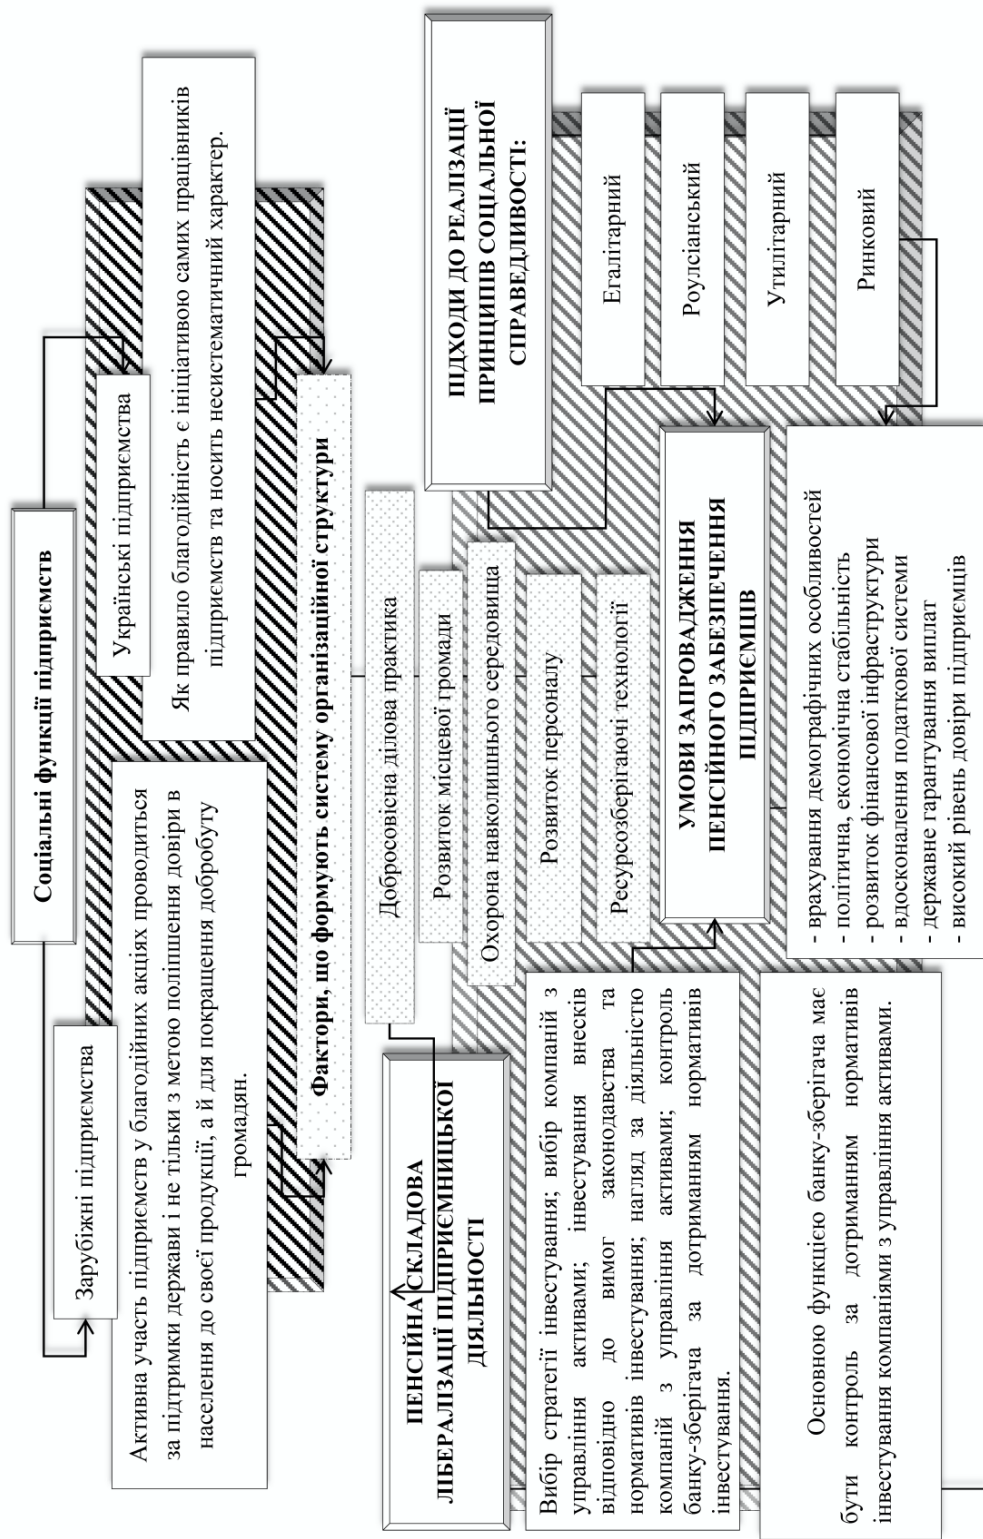 Соціальні функції підприємств
Зарубіжні підприємства
Українські підприємства
Активна участь підприємств у благодійних акціях проводиться
за підтримки держави і не тільки з метою поліпшення довіри в
населення до своєї продукції, а й для покращення добробуту
громадян.
Як правило благодійність є ініціативою самих працівників
підприємств та носить несистематичний характер.
Фактори, що формують систему організаційної структури
Добросовісна ділова практика
Розвиток місцевої громади
Охорона навколишнього середовища
Розвиток персоналу
Ресурсозберігаючі технології
ПЕНСІЙНА СКЛАДОВА
ЛІБЕРАЛІЗАЦІЇ ПІДПРИЄМНИЦЬКОЇ
ДІЯЛЬНОСТІ
Вибір стратегії інвестування; вибір компаній з
управління активами; інвестування внесків
відповідно до вимог законодавства та
нормативів інвестування; нагляд за діяльністю
компаній з управління активами; контроль
банку-зберігача за дотриманням нормативів
інвестування.
Основною функцією банку-зберігача має
бути контроль за дотриманням нормативів
інвестування компаніями з управління активами.
ПІДХОДИ ДО РЕАЛІЗАЦІЇ
ПРИНЦИПІВ СОЦІАЛЬНОЇ
СПРАВЕДЛИВОСТІ:
Егалітарний
Роулсіанський
Утилітарний
Ринковий
УМОВИ ЗАПРОВАДЖЕННЯ
ПЕНСІЙНОГО ЗАБЕЗПЕЧЕННЯ
ПІДПРИЄМЦІВ
- врахування демографічних особливостей
- політична, економічна стабільність
- розвиток фінансової інфраструктури
- вдосконалення податкової системи
- державне гарантування виплат
- високий рівень довіри підприємців